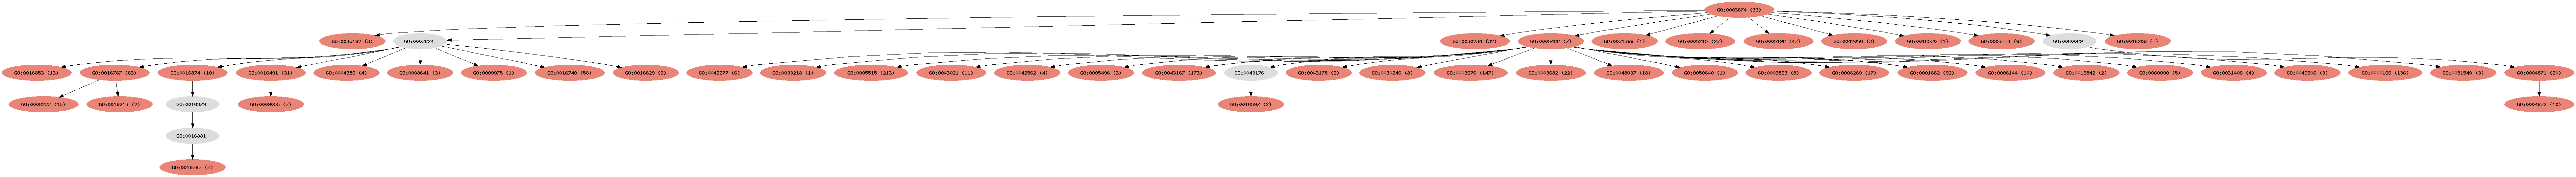 GO:0003674 (33)
GO:0045182 (3)
GO:0003824
GO:0030234 (32)
GO:0005488 (7)
GO:0031386 (1)
GO:0005215 (23)
GO:0005198 (47)
GO:0042056 (3)
GO:0016530 (1)
GO:0003774 (6)
GO:0060089
GO:0016209 (7)
GO:0016853 (13)
GO:0016787 (63)
GO:0016874 (10)
GO:0016491 (31)
GO:0004386 (4)
GO:0008641 (3)
GO:0009975 (1)
GO:0016740 (58)
GO:0016829 (6)
GO:0042277 (6)
GO:0033218 (1)
GO:0005515 (213)
GO:0043021 (11)
GO:0042562 (4)
GO:0005496 (3)
GO:0043167 (173)
GO:0043176
GO:0043178 (2)
GO:0030246 (8)
GO:0003676 (147)
GO:0003682 (22)
GO:0048037 (18)
GO:0050840 (1)
GO:0003823 (8)
GO:0008289 (17)
GO:0001882 (92)
GO:0008144 (10)
GO:0019842 (2)
GO:0060090 (5)
GO:0031406 (4)
GO:0046906 (3)
GO:0000166 (136)
GO:0051540 (3)
GO:0004871 (20)
GO:0008233 (15)
GO:0019213 (2)
GO:0016879
GO:0009055 (7)
GO:0016597 (2)
GO:0004872 (10)
GO:0016881
GO:0019787 (7)